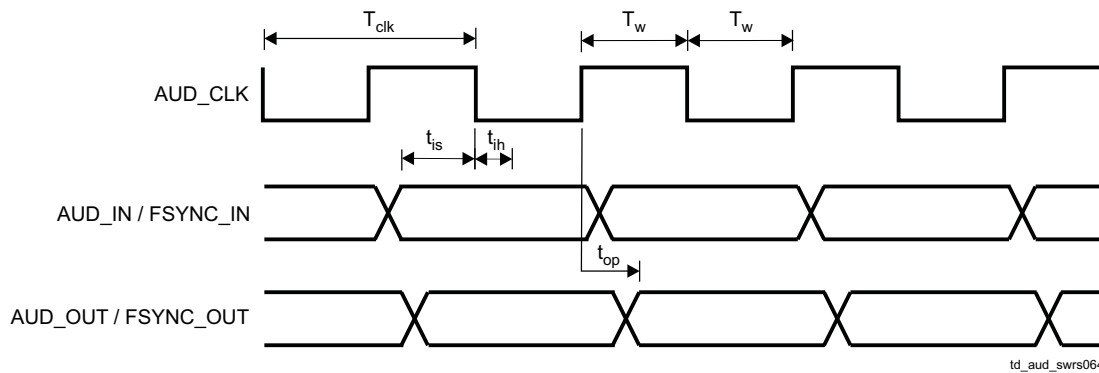 T_clk T_w T_w
AUD_CLK
t_is t_ih
AUD_IN / FSYNC_IN
t_op
AUD_OUT / FSYNC_OUT
td_aud_swrs064